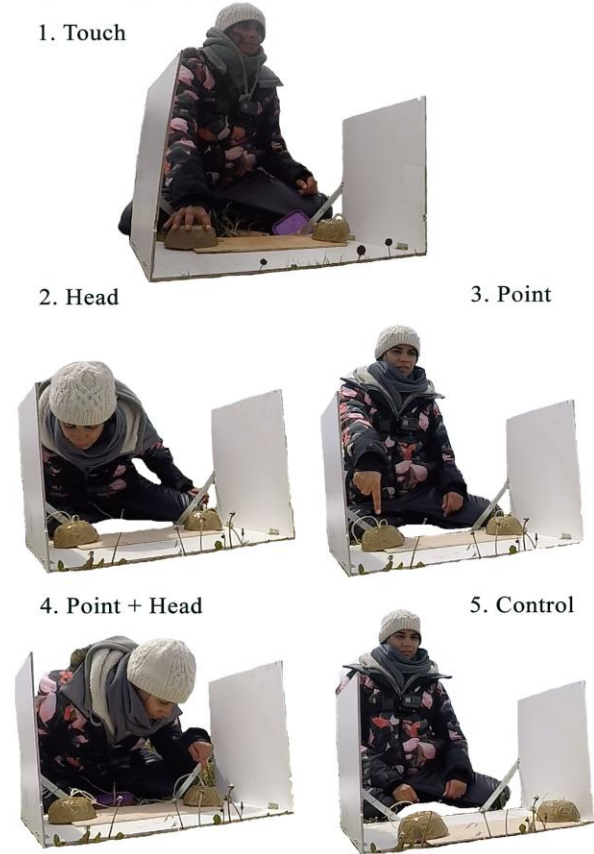 1. Touch
2. Head
3. Point
4. Point + Head
5. Control